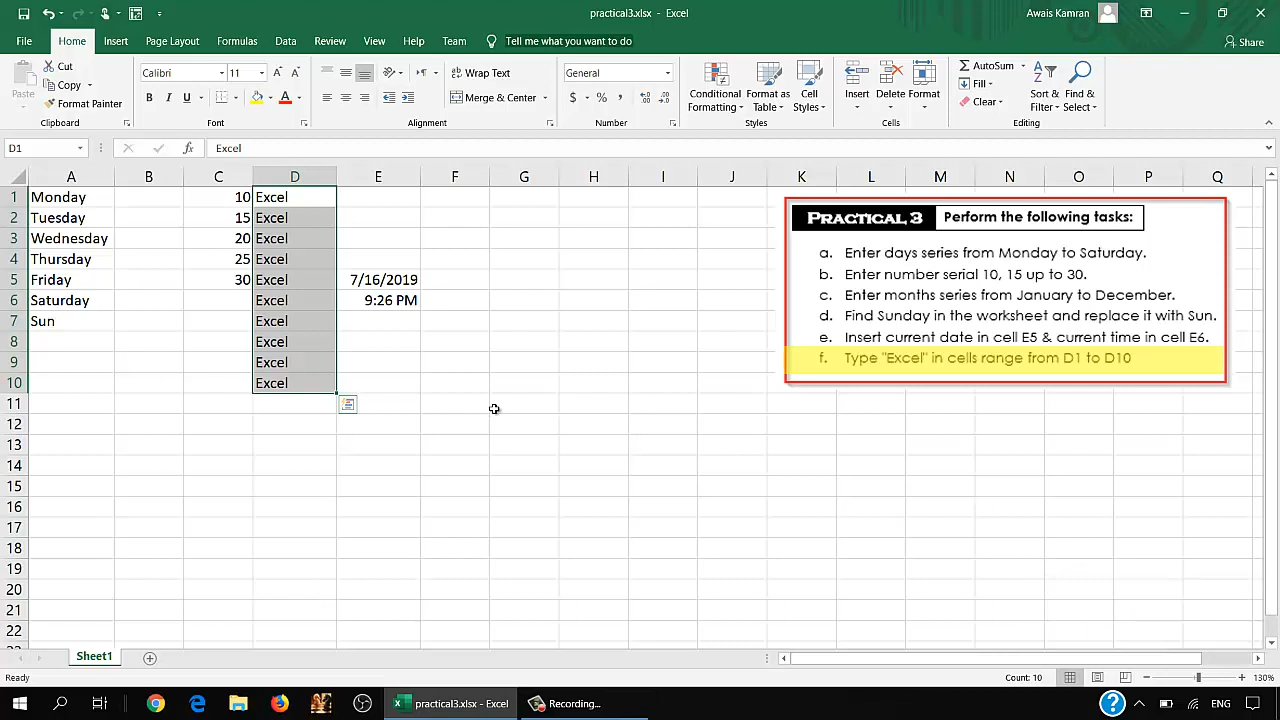 practical3.xlsx - Excel
Awais Kamran
File Home Insert Page Layout Formulas Data Review View Help Team Tell me what you want to do Share
Paste Cut Copy Format Painter
Clipboard
Calibri 11
B I U
Font
Wrap Text
Merge & Center
Alignment
General
$ % ,
Number
Conditional Formatting
Format as Table
Cell Styles
Styles
Insert Delete Format
Cells
AutoSum
Fill
Clear
Sort & Filter
Find & Select
Editing
D1 fx Excel
A B C D E F G H I J K L M N O P Q
1 Monday 10 Excel
2 Tuesday 15 Excel
3 Wednesday 20 Excel
4 Thursday 25 Excel
5 Friday 30 Excel 7/16/2019
6 Saturday Excel 9:26 PM
7 Sun Excel
8 Excel
9 Excel
10 Excel
11
12
13
14
15
16
17
18
19
20
21
22
PRACTICAL 3 Perform the following tasks:
a. Enter days series from Monday to Saturday.
b. Enter number serial 10, 15 up to 30.
c. Enter months series from January to December.
d. Find Sunday in the worksheet and replace it with Sun.
e. Insert current date in cell E5 & current time in cell E6.
f. Type "Excel" in cells range from D1 to D10
Sheet1
Ready Count: 10 130%
practical3.xlsx - Excel Recording... ENG